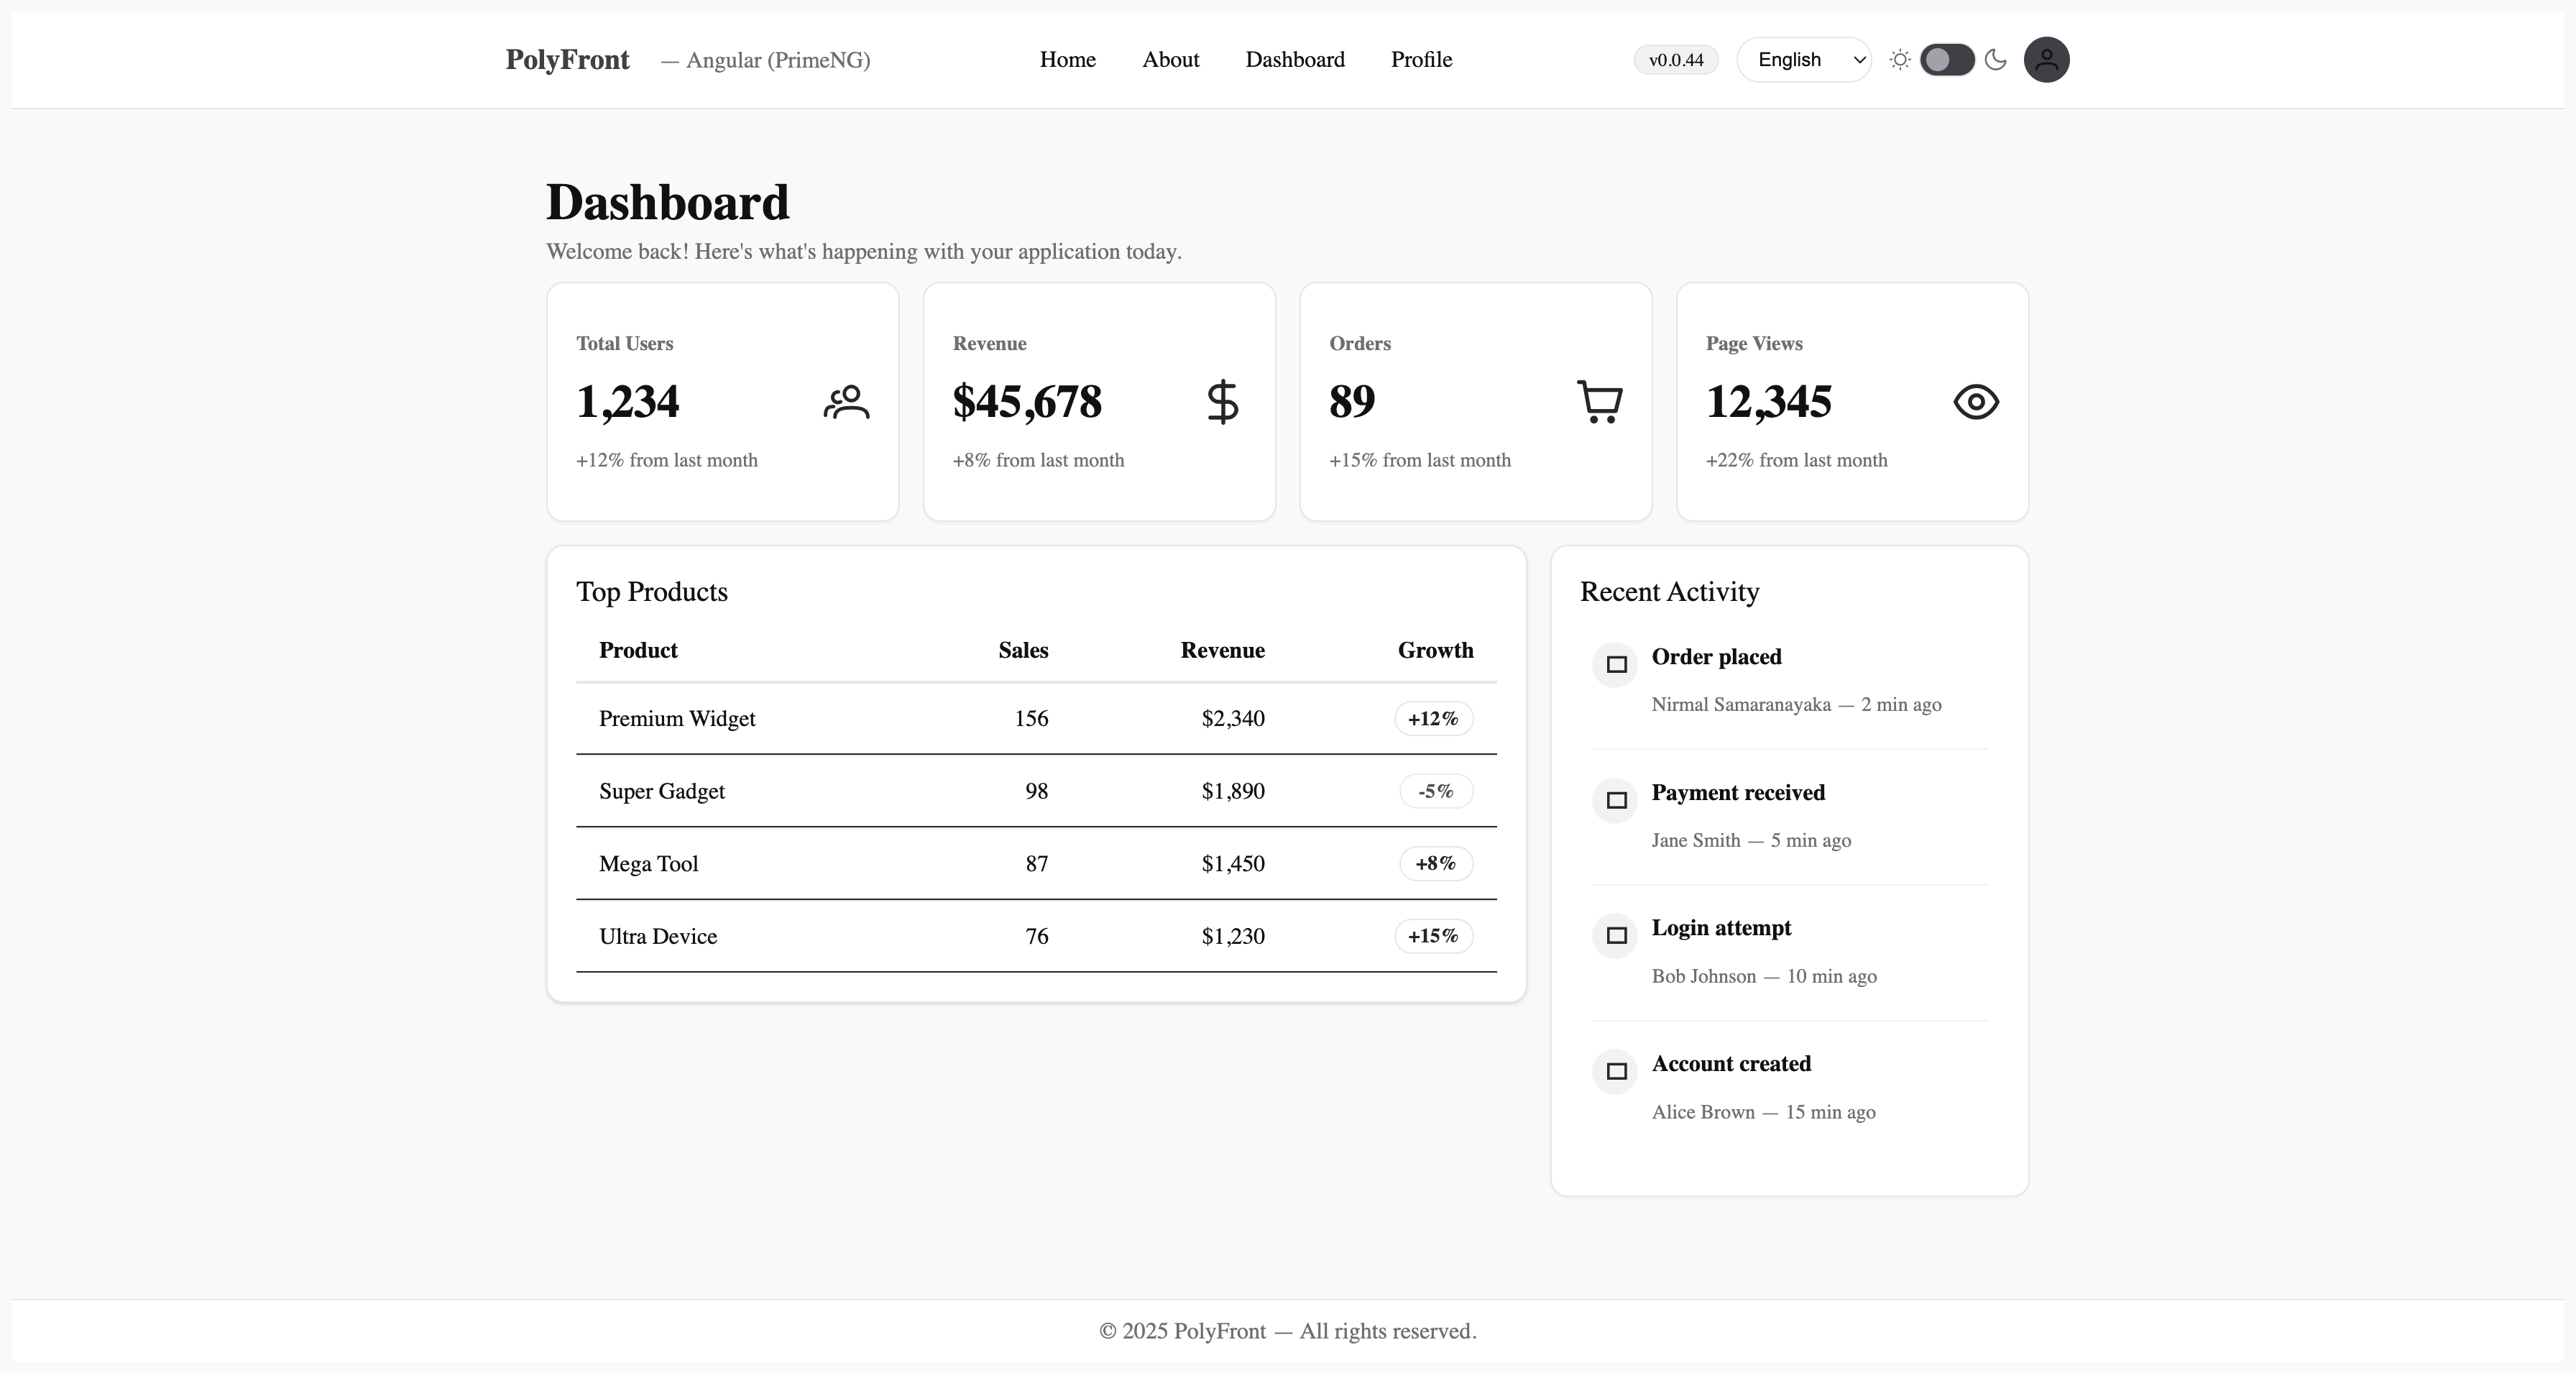 PolyFront — Angular (PrimeNG) Home About Dashboard Profile v0.0.44 English
Dashboard
Welcome back! Here's what's happening with your application today.
Total Users
1,234
+12% from last month
Revenue
$45,678
+8% from last month
Orders
89
+15% from last month
Page Views
12,345
+22% from last month
Top Products
Product Sales Revenue Growth
Premium Widget 156 $2,340 +12%
Super Gadget 98 $1,890 -5%
Mega Tool 87 $1,450 +8%
Ultra Device 76 $1,230 +15%
Recent Activity
Order placed
Nirmal Samaranayaka — 2 min ago
Payment received
Jane Smith — 5 min ago
Login attempt
Bob Johnson — 10 min ago
Account created
Alice Brown — 15 min ago
© 2025 PolyFront — All rights reserved.